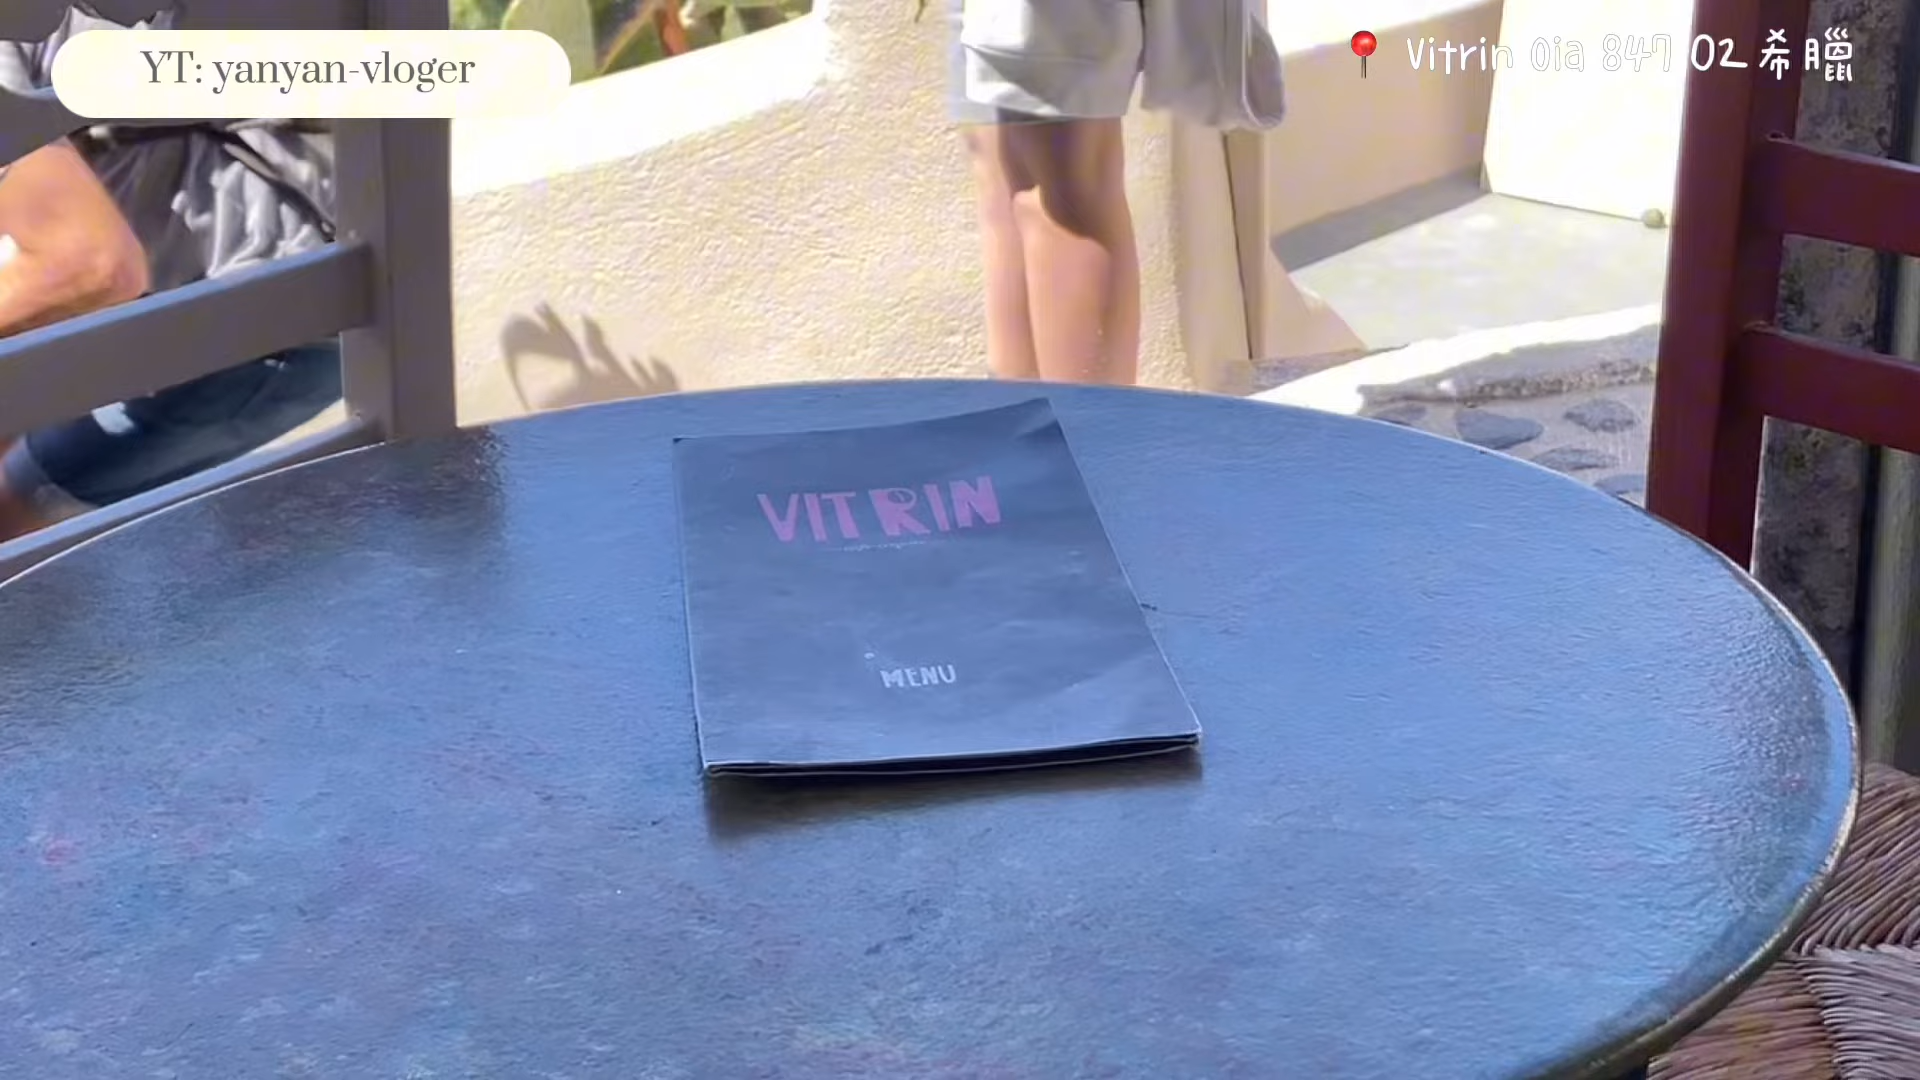 YT: yanyan-vloger
Vitrin Oia 847 02 希臘
VITRIN
MENU